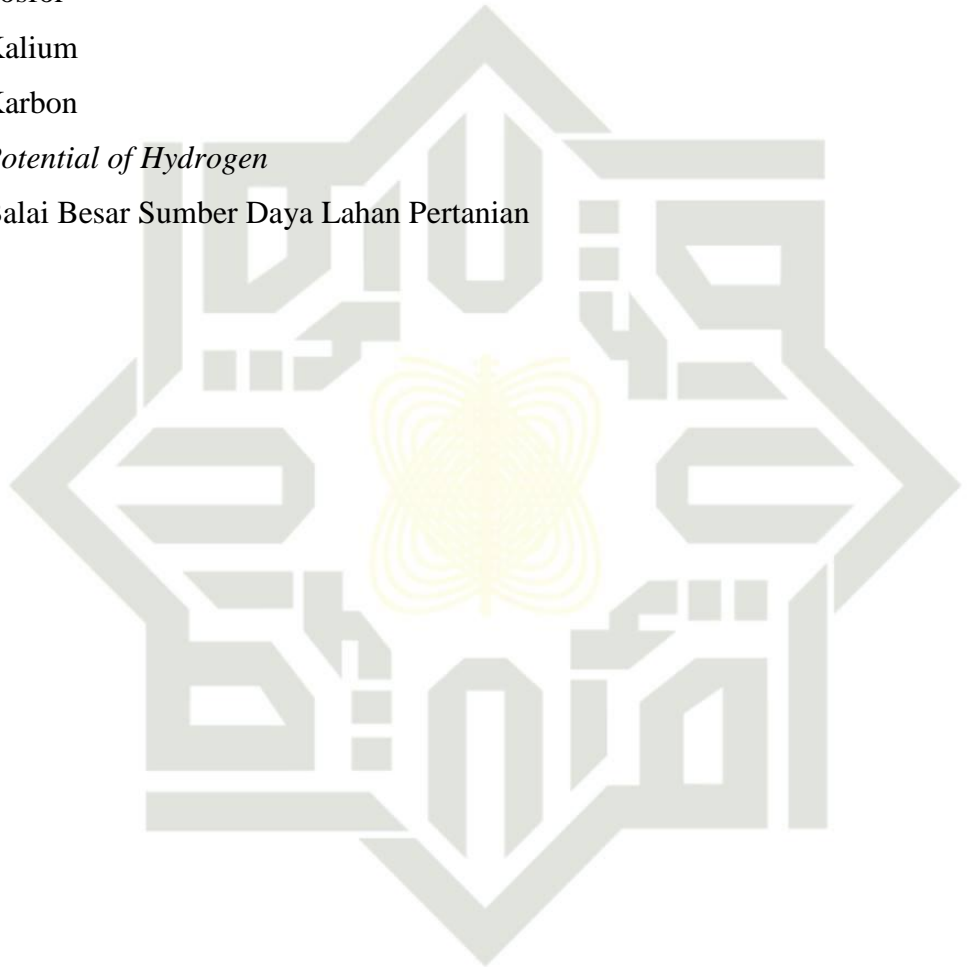 Kalium
Karbon
Potential of Hydrogen
Balai Besar Sumber Daya Lahan Pertanian